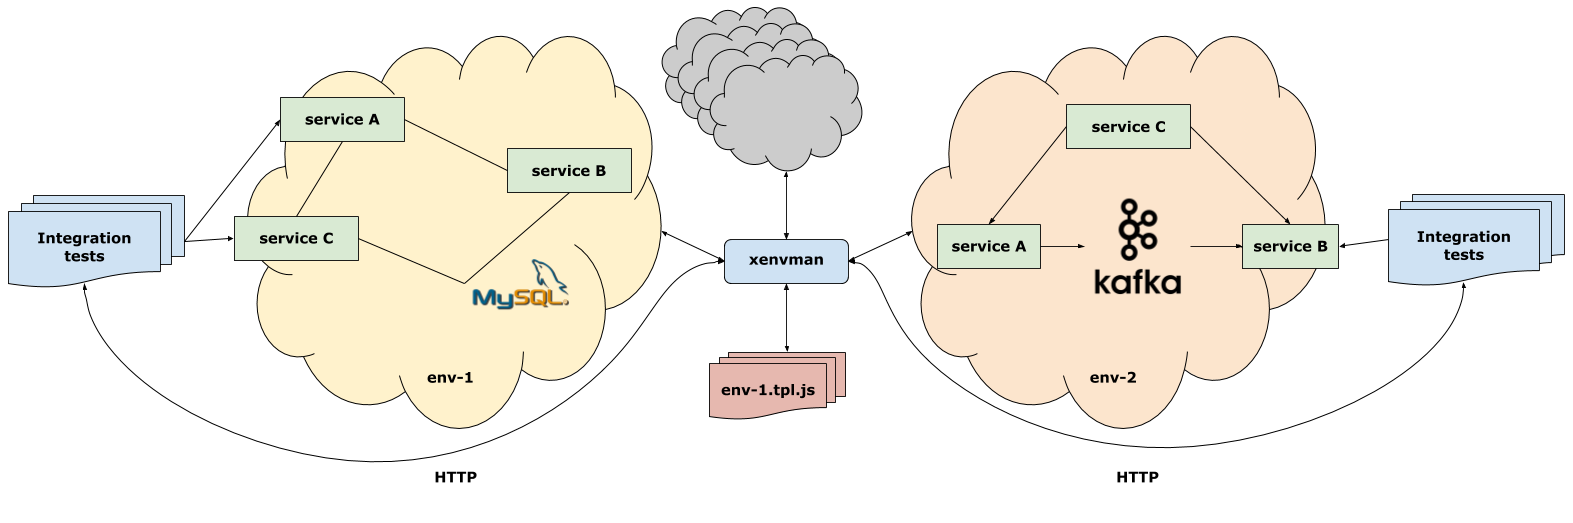 service A
service B
service C
Integration
tests
MySQL
env-1
HTTP
xenvman
env-1.tpl.js
service C
service A
kafka
service B
Integration
tests
env-2
HTTP